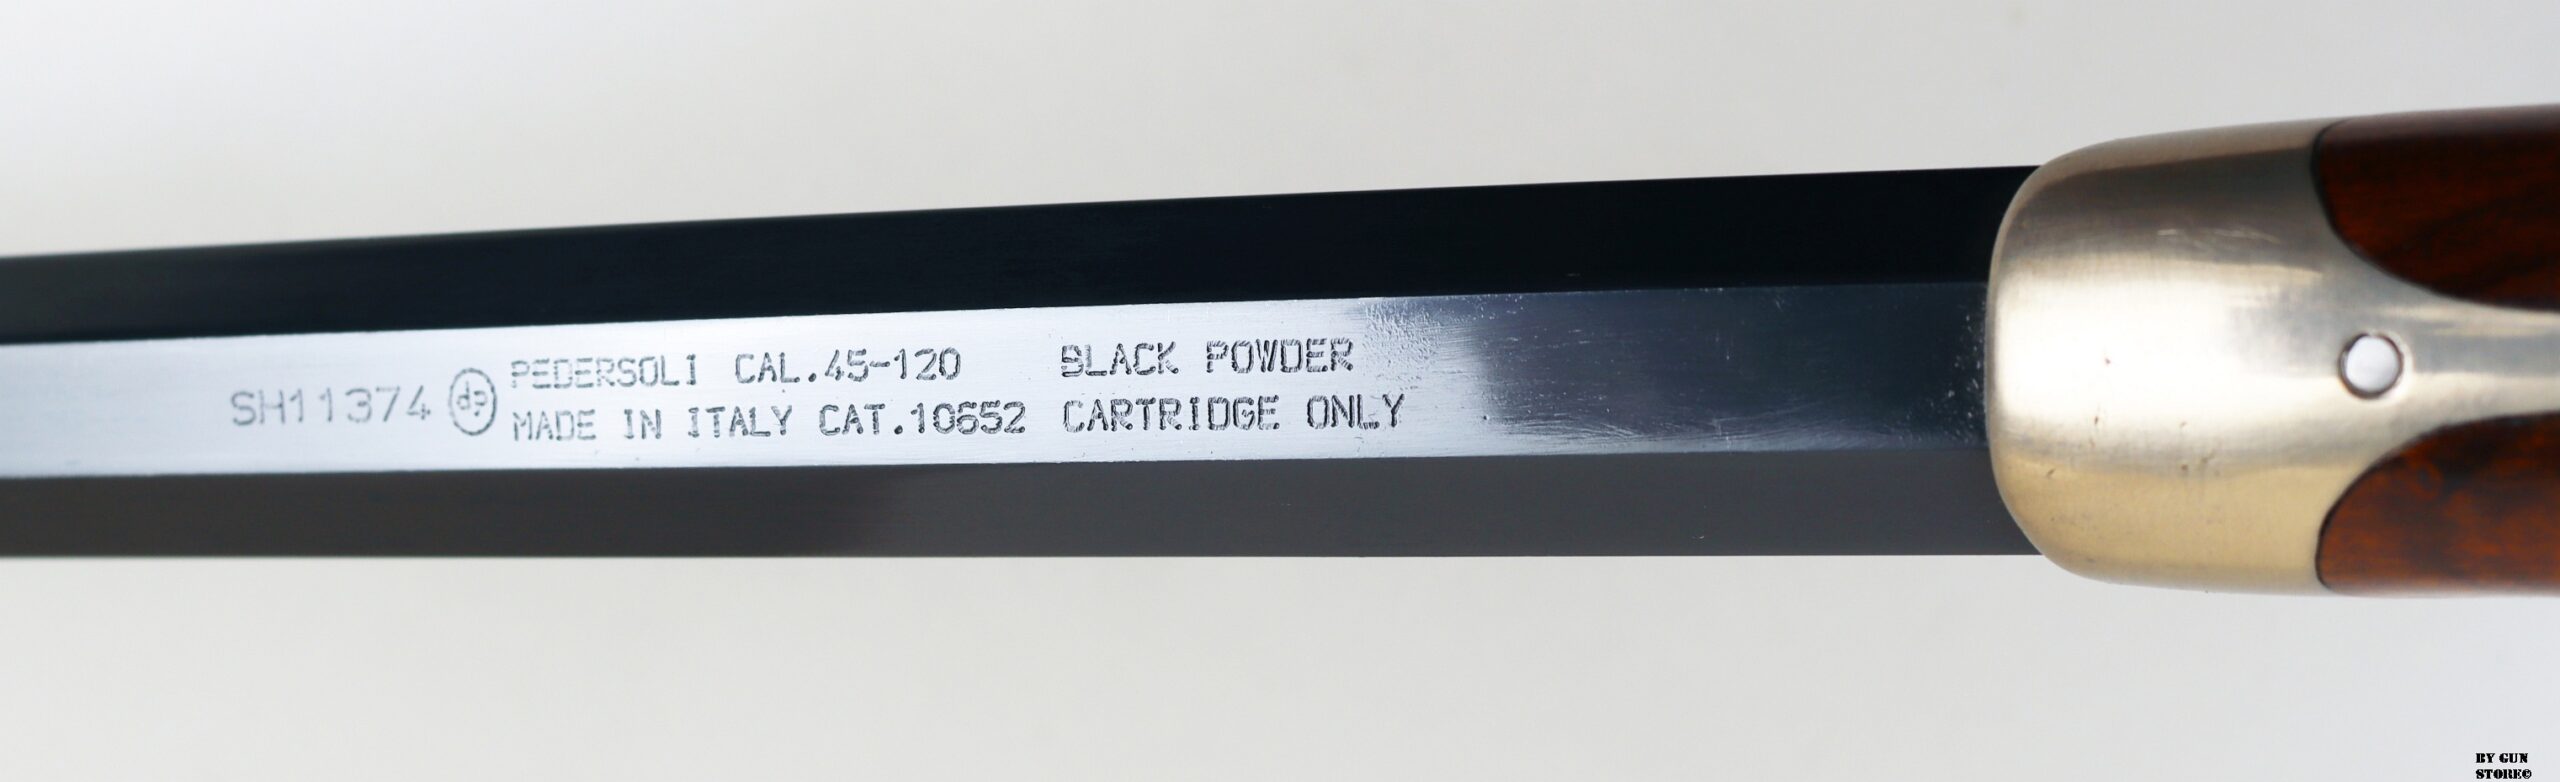 SH11374 dp PEDERSOLI CAL.45-120 BLACK POWDER
MADE IN ITALY CAT.10652 CARTRIDGE ONLY
BY GUN
STORE©